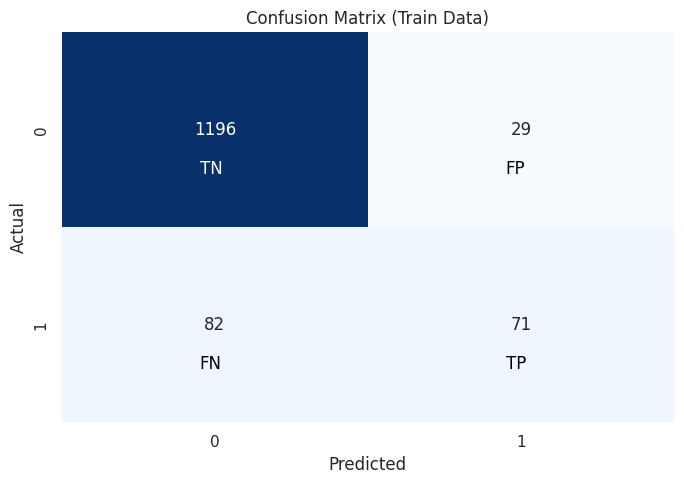 Confusion Matrix (Train Data)
Actual
0
1196
29
TN
FP
1
82
71
FN
TP
0
1
Predicted